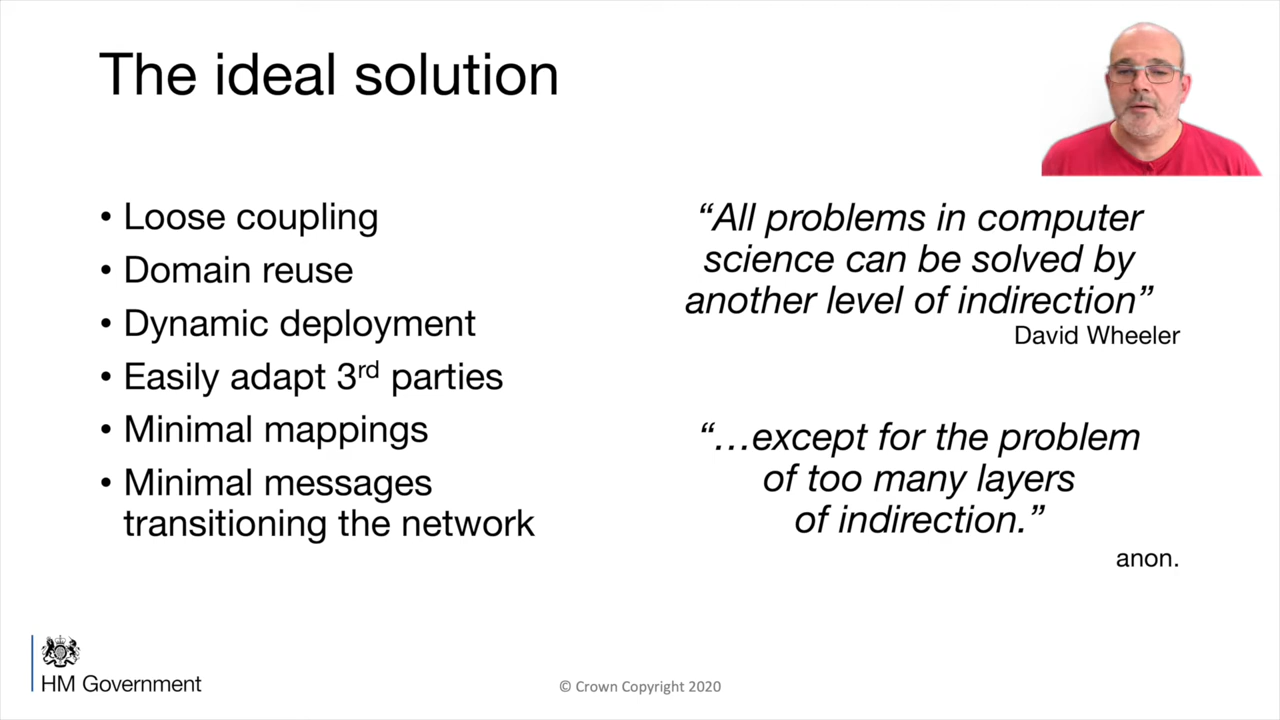 The ideal solution
• Loose coupling
• Domain reuse
• Dynamic deployment
• Easily adapt 3rd parties
• Minimal mappings
• Minimal messages
transitioning the network
“All problems in computer
science can be solved by
another level of indirection”
David Wheeler
“…except for the problem
of too many layers
of indirection.”
anon.
HM Government
© Crown Copyright 2020